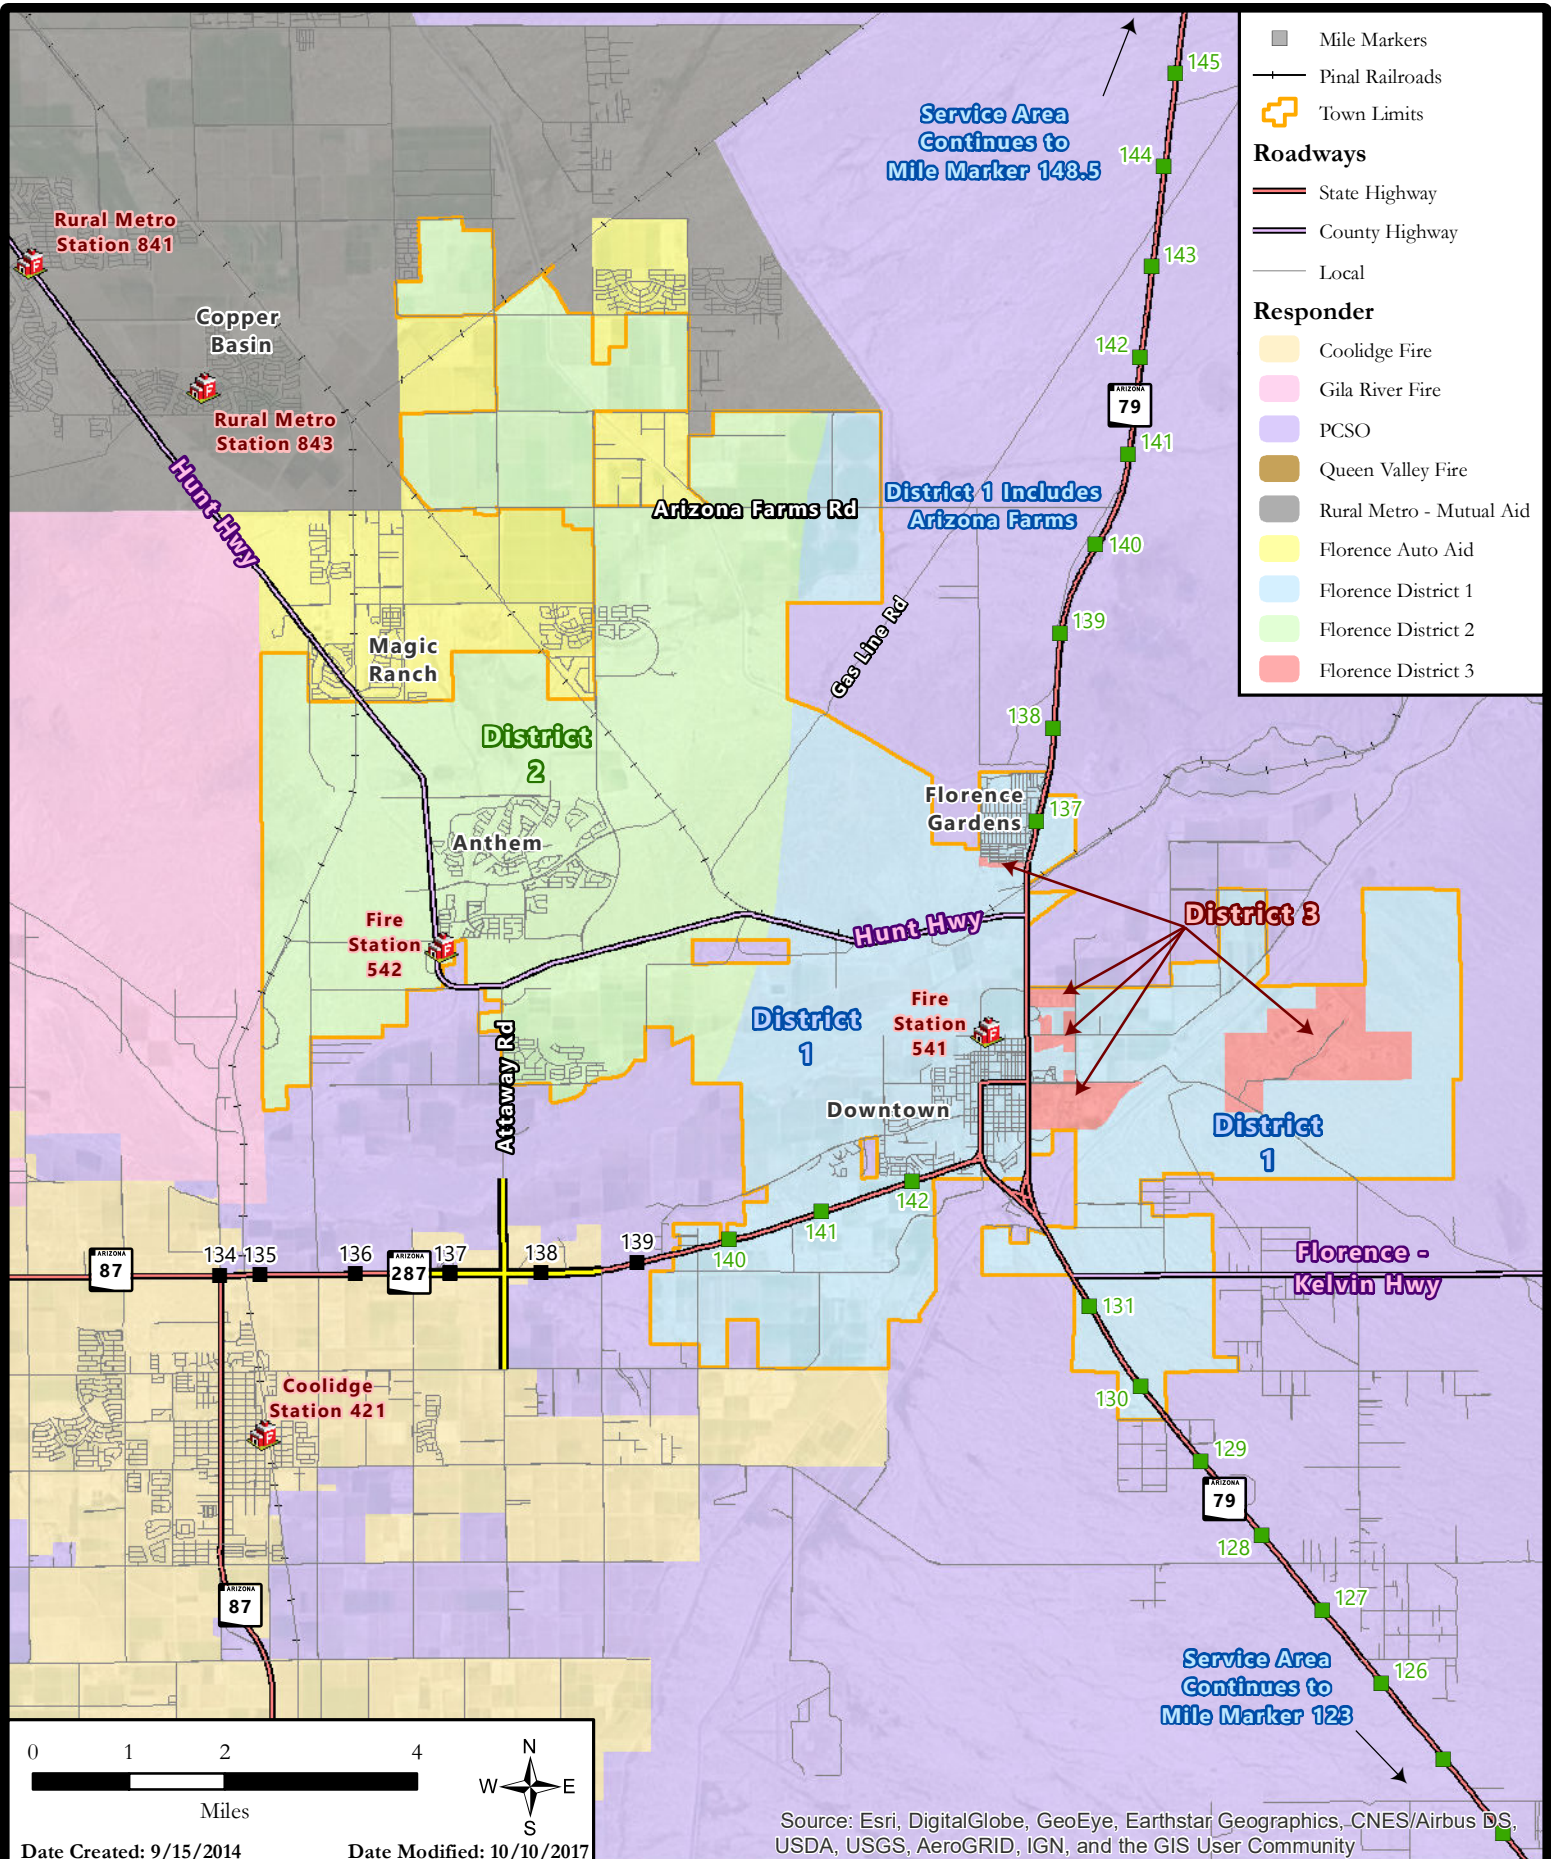 145
Service Area
Continues to
Mile Marker 148.5
144
143
142
ARIZONA
79
141
140
139
138
137
Mile Markers
Pinal Railroads
Town Limits
Roadways
State Highway
County Highway
Local
Responder
Coolidge Fire
Gila River Fire
PCSO
Queen Valley Fire
Rural Metro - Mutual Aid
Florence Auto Aid
Florence District 1
Florence District 2
Florence District 3
Rural Metro
Station 841
Copper
Basin
Rural Metro
Station 843
Hunt Hwy
Arizona Farms Rd
District 1 Includes
Arizona Farms
Gas Line Rd
Magic
Ranch
District
2
Florence
Gardens
Anthem
Fire
Station
542
Hunt Hwy
District 3
District
1
Fire
Station
541
Attaway Rd
Downtown
District
1
142
141
140
139
138
137
136
135
134
ARIZONA
87
ARIZONA
287
Florence -
Kelvin Hwy
131
130
129
ARIZONA
79
128
127
126
Coolidge
Station 421
ARIZONA
87
Service Area
Continues to
Mile Marker 123
0 1 2 4
Miles
N
W E
S
Date Created: 9/15/2014 Date Modified: 10/10/2017
Source: Esri, DigitalGlobe, GeoEye, Earthstar Geographics, CNES/Airbus DS,
USDA, USGS, AeroGRID, IGN, and the GIS User Community